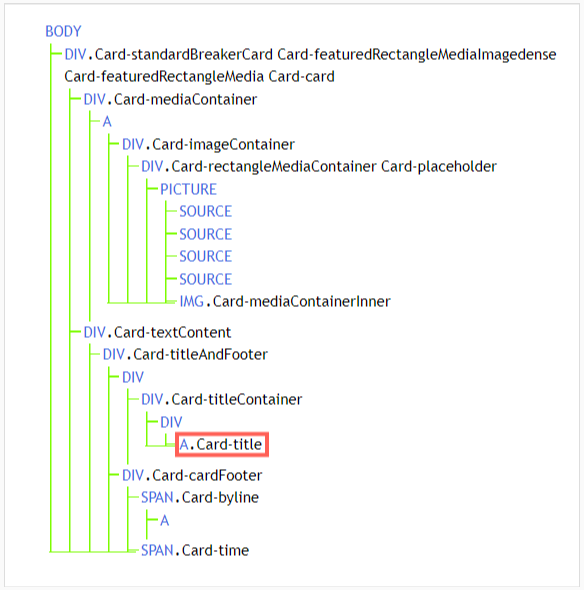 BODY
DIV.Card-standardBreakerCard Card-featuredRectangleMediaImagedense
Card-featuredRectangleMedia Card-card
DIV.Card-mediaContainer
A
DIV.Card-imageContainer
DIV.Card-rectangleMediaContainer Card-placeholder
PICTURE
SOURCE
SOURCE
SOURCE
SOURCE
IMG.Card-mediaContainerInner
DIV.Card-textContent
DIV.Card-titleAndFooter
DIV
DIV.Card-titleContainer
DIV
A.Card-title
DIV.Card-cardFooter
SPAN.Card-byline
A
SPAN.Card-time